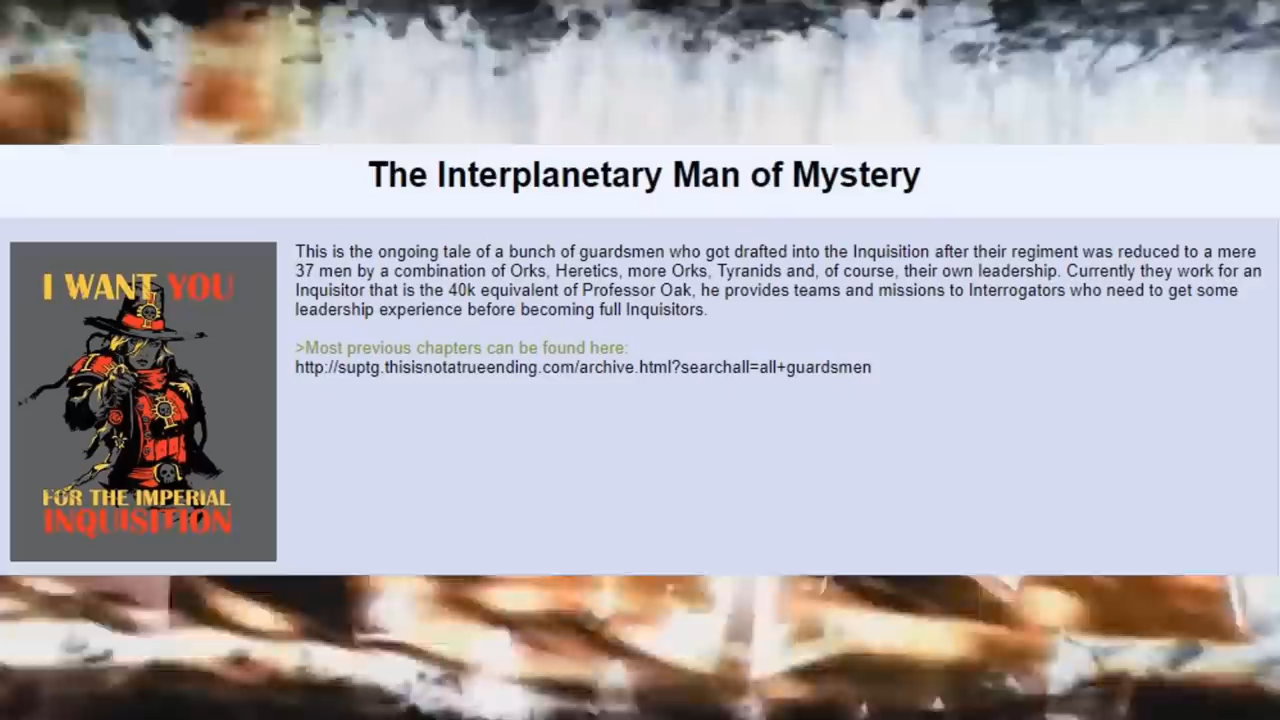 The Interplanetary Man of Mystery
I WANT YOU
FOR THE IMPERIAL
INQUISITION
This is the ongoing tale of a bunch of guardsmen who got drafted into the Inquisition after their regiment was reduced to a mere
37 men by a combination of Orks, Heretics, more Orks, Tyranids and, of course, their own leadership. Currently they work for an
Inquisitor that is the 40k equivalent of Professor Oak, he provides teams and missions to Interrogators who need to get some
leadership experience before becoming full Inquisitors.
>Most previous chapters can be found here:
http://suptg.thisisnotatrueending.com/archive.html?searchall=all+guardsmen